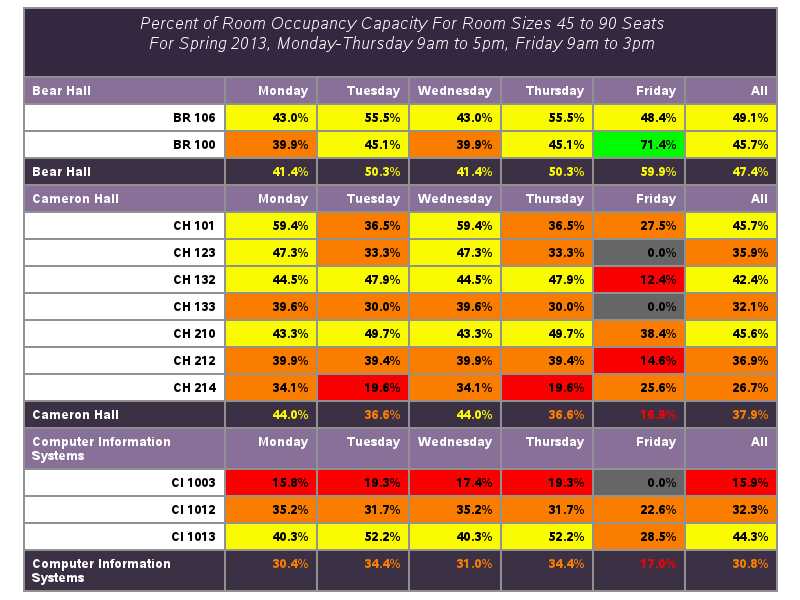 Percent of Room Occupancy Capacity For Room Sizes 45 to 90 Seats
For Spring 2013, Monday-Thursday 9am to 5pm, Friday 9am to 3pm
Bear Hall Monday Tuesday Wednesday Thursday Friday All
BR 106 43.0% 55.5% 43.0% 55.5% 48.4% 49.1%
BR 100 39.9% 45.1% 39.9% 45.1% 71.4% 45.7%
Bear Hall 41.4% 50.3% 41.4% 50.3% 59.9% 47.4%
Cameron Hall Monday Tuesday Wednesday Thursday Friday All
CH 101 59.4% 36.5% 59.4% 36.5% 27.5% 45.7%
CH 123 47.3% 33.3% 47.3% 33.3% 0.0% 35.9%
CH 132 44.5% 47.9% 44.5% 47.9% 12.4% 42.4%
CH 133 39.6% 30.0% 39.6% 30.0% 0.0% 32.1%
CH 210 43.3% 49.7% 43.3% 49.7% 38.4% 45.6%
CH 212 39.9% 39.4% 39.9% 39.4% 14.6% 36.9%
CH 214 34.1% 19.6% 34.1% 19.6% 25.6% 26.7%
Cameron Hall 44.0% 36.6% 44.0% 36.6% 16.9% 37.9%
Computer Information Monday Tuesday Wednesday Thursday Friday All
Systems
CI 1003 15.8% 19.3% 17.4% 19.3% 0.0% 15.9%
CI 1012 35.2% 31.7% 35.2% 31.7% 22.6% 32.3%
CI 1013 40.3% 52.2% 40.3% 52.2% 28.5% 44.3%
Computer Information 30.4% 34.4% 31.0% 34.4% 17.0% 30.8%
Systems